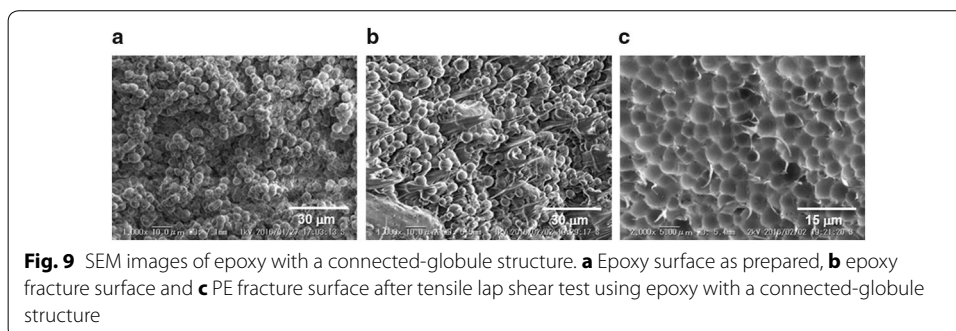 a b c
30 µm 30 µm 15 µm
Fig. 9 SEM images of epoxy with a connected-globule structure. a Epoxy surface as prepared, b epoxy
fracture surface and c PE fracture surface after tensile lap shear test using epoxy with a connected-globule
structure